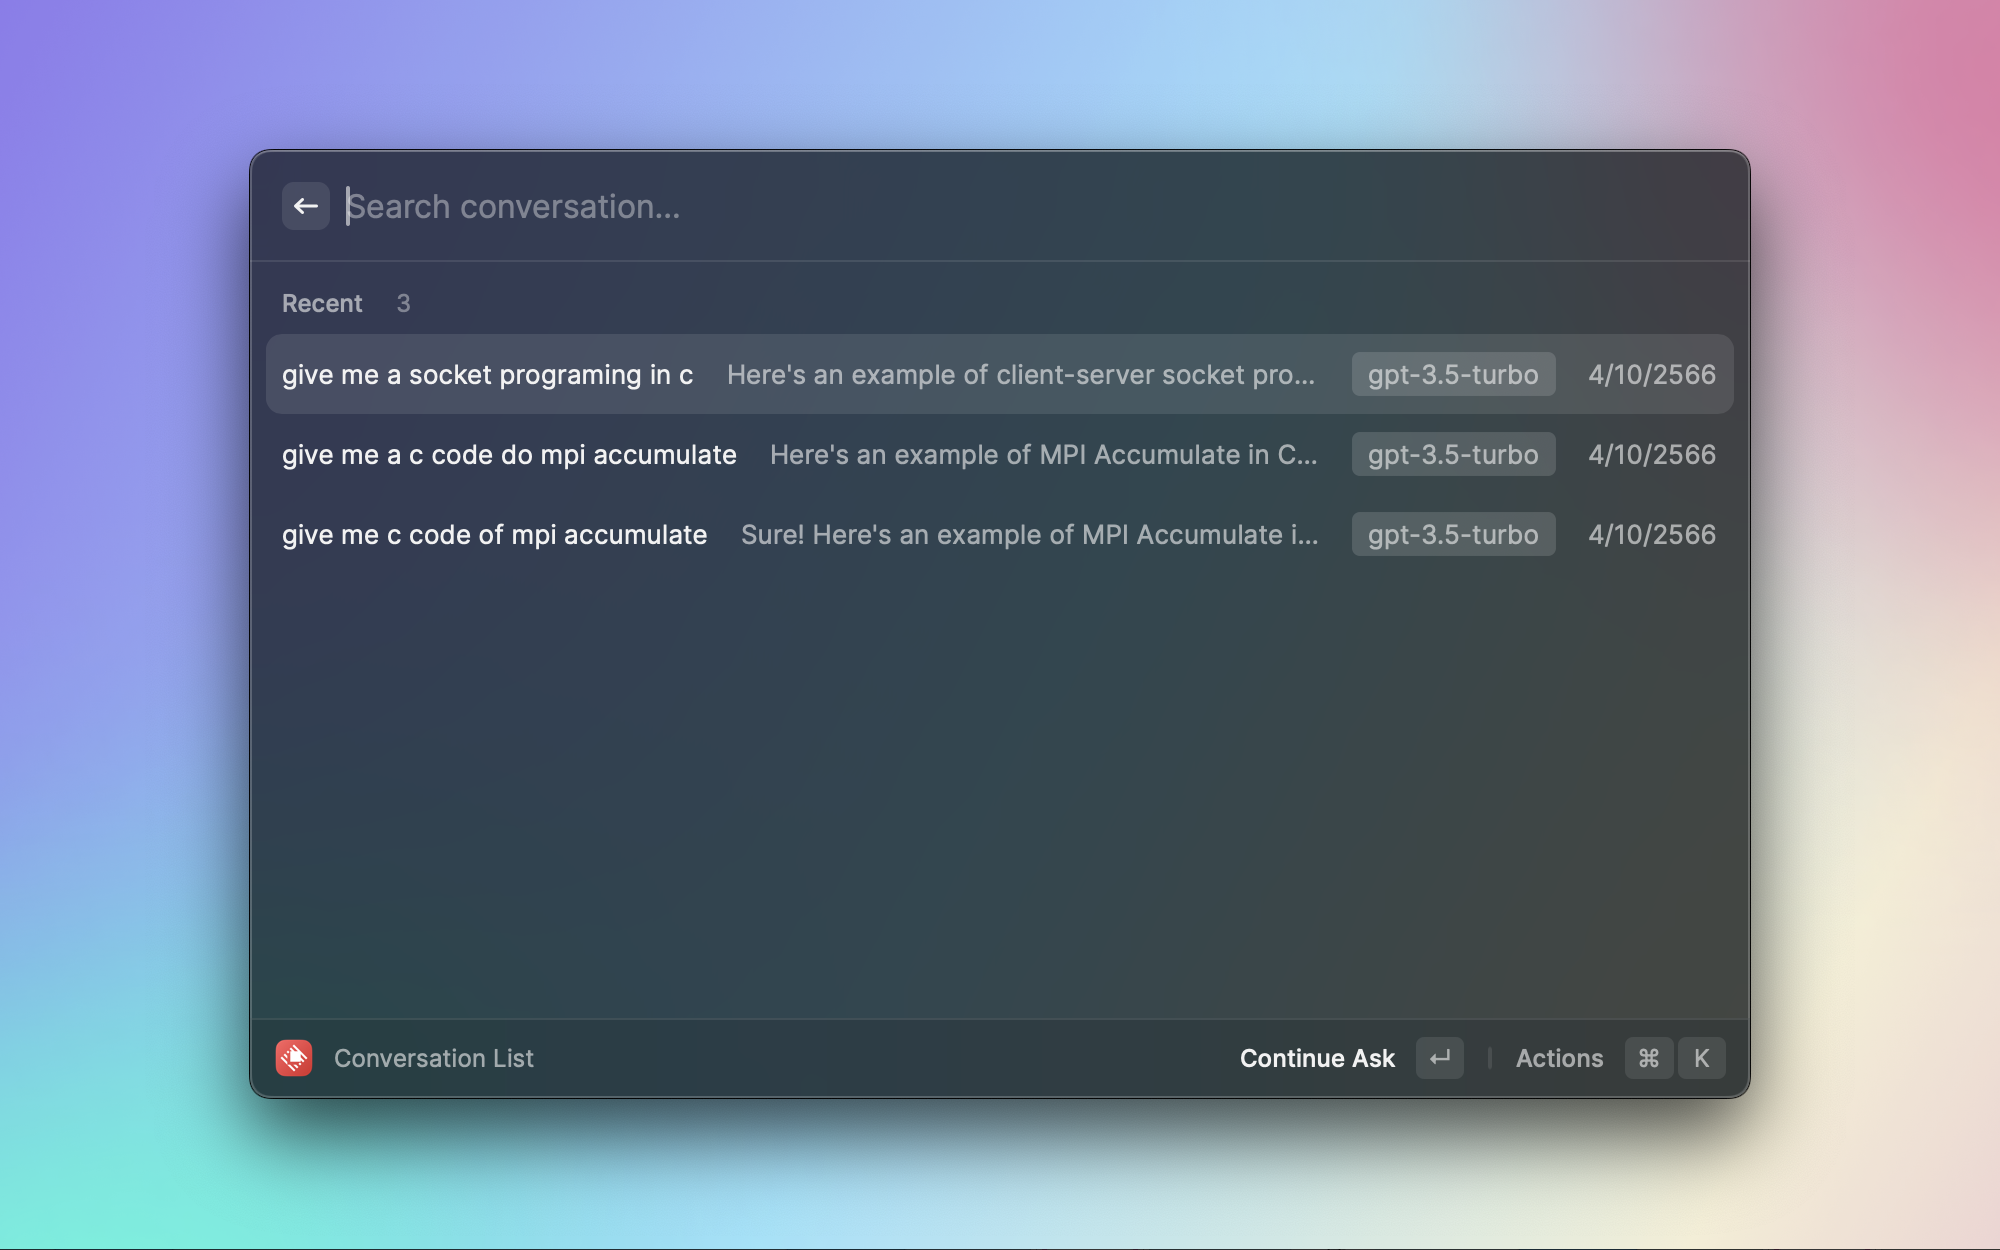 Search conversation...
Recent 3
give me a socket programing in c Here's an example of client-server socket pro... gpt-3.5-turbo 4/10/2566
give me a c code do mpi accumulate Here's an example of MPI Accumulate in C... gpt-3.5-turbo 4/10/2566
give me c code of mpi accumulate Sure! Here's an example of MPI Accumulate i... gpt-3.5-turbo 4/10/2566
Conversation List Continue Ask ↵ Actions ⌘ K